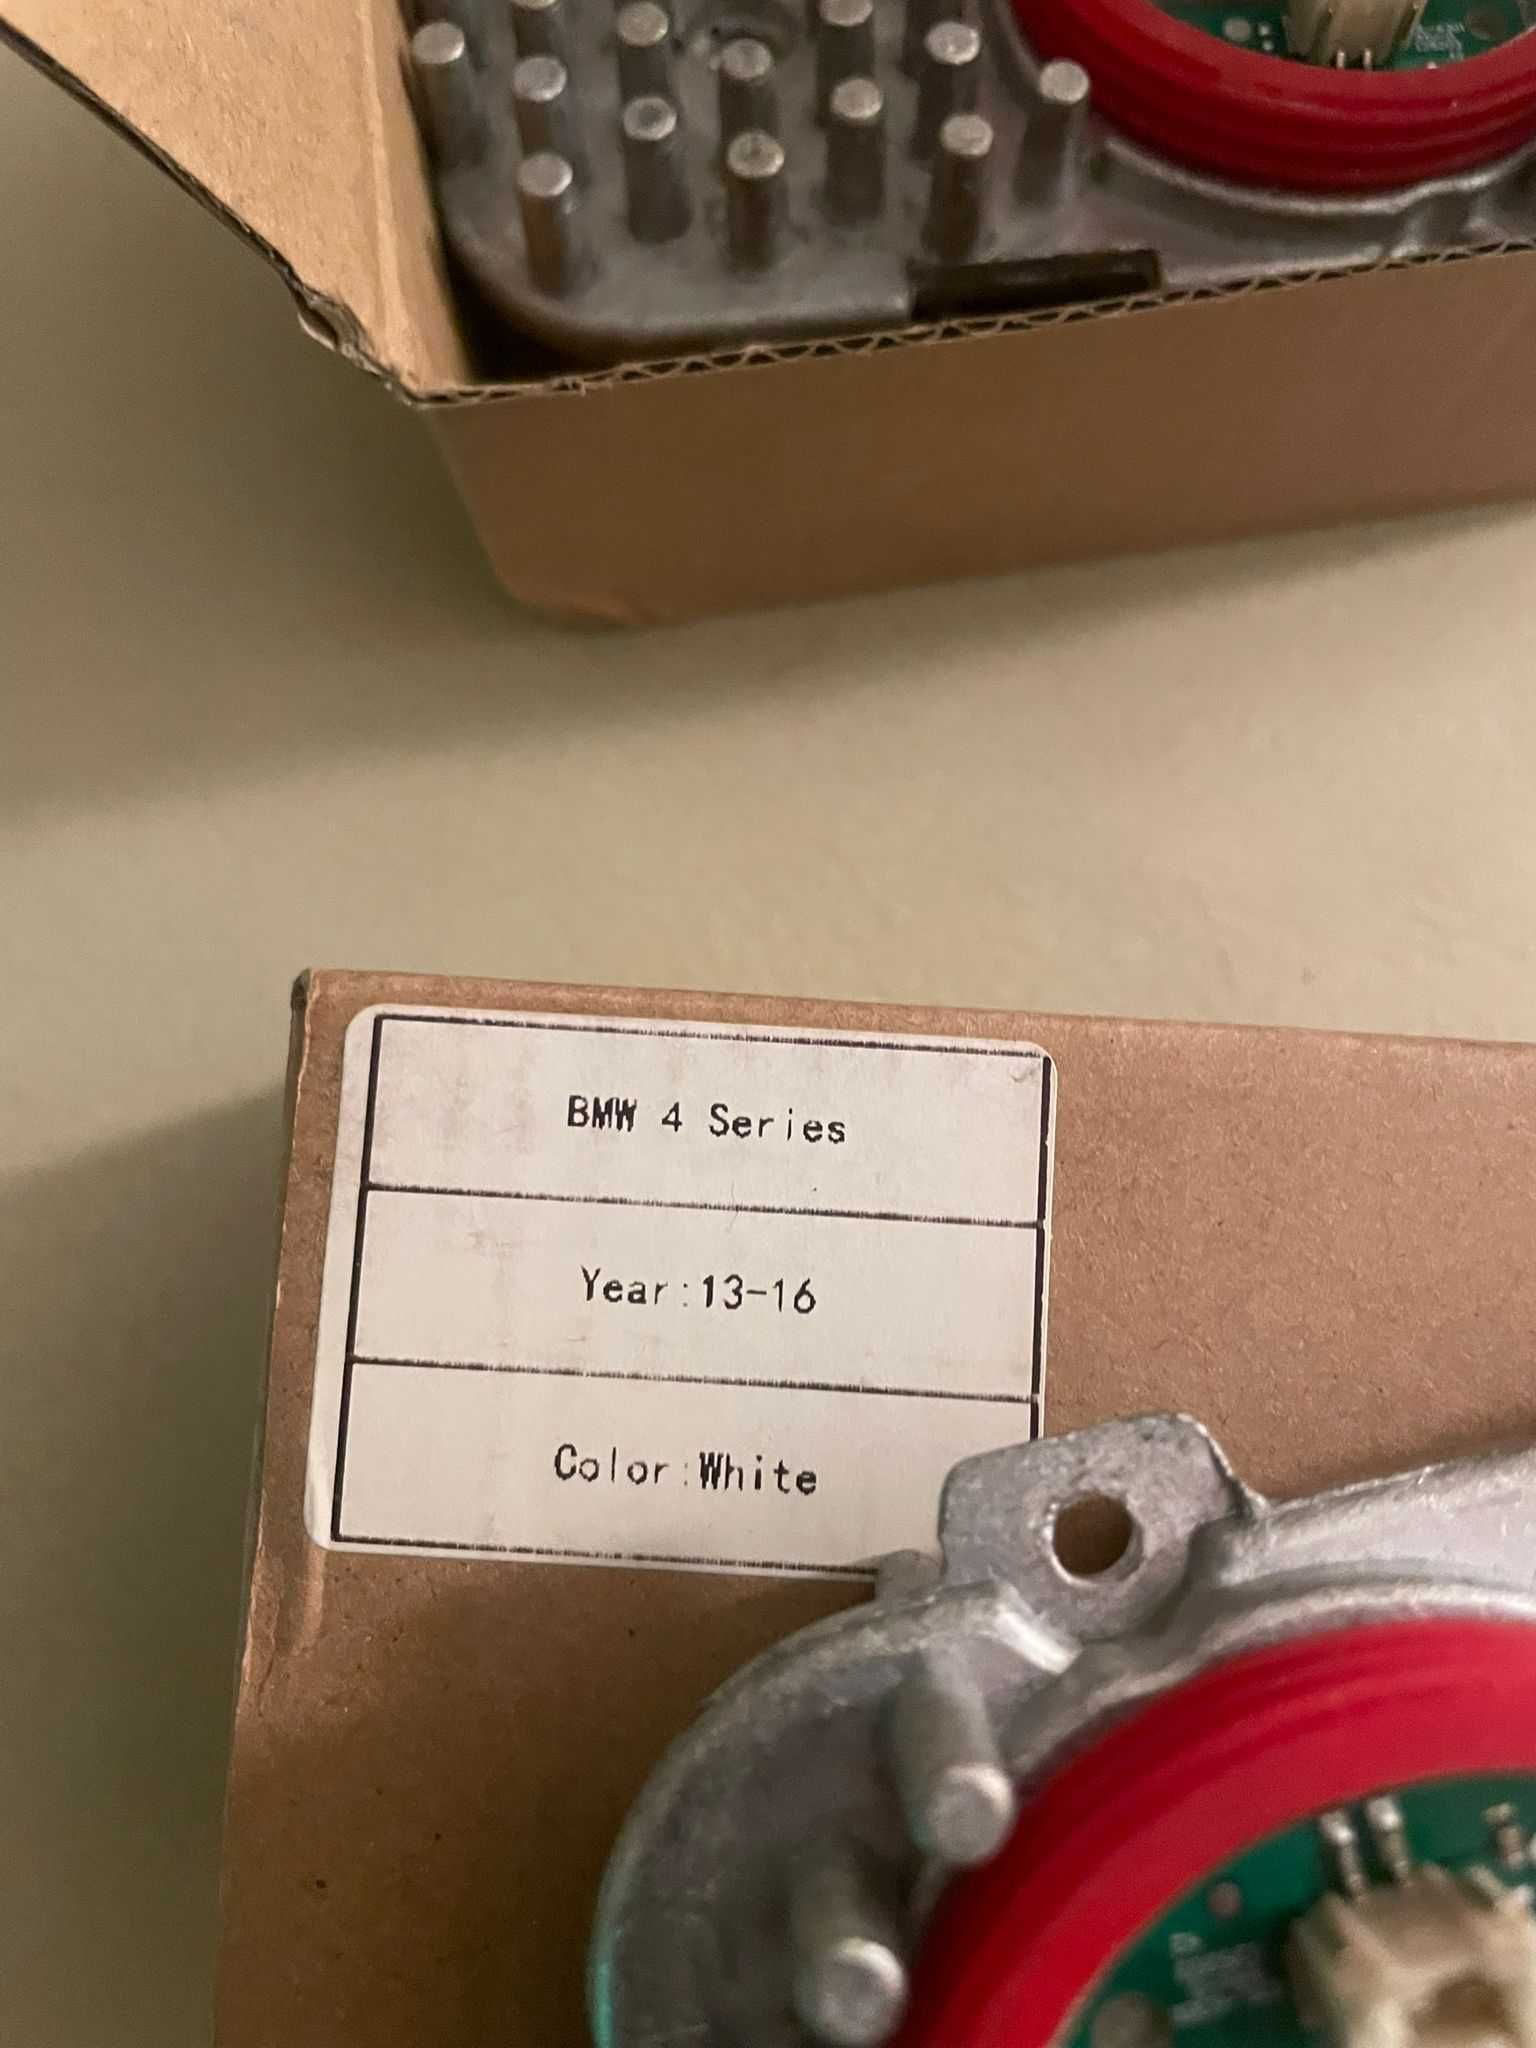 BMW 4 Series
Year:13-16
Color:White